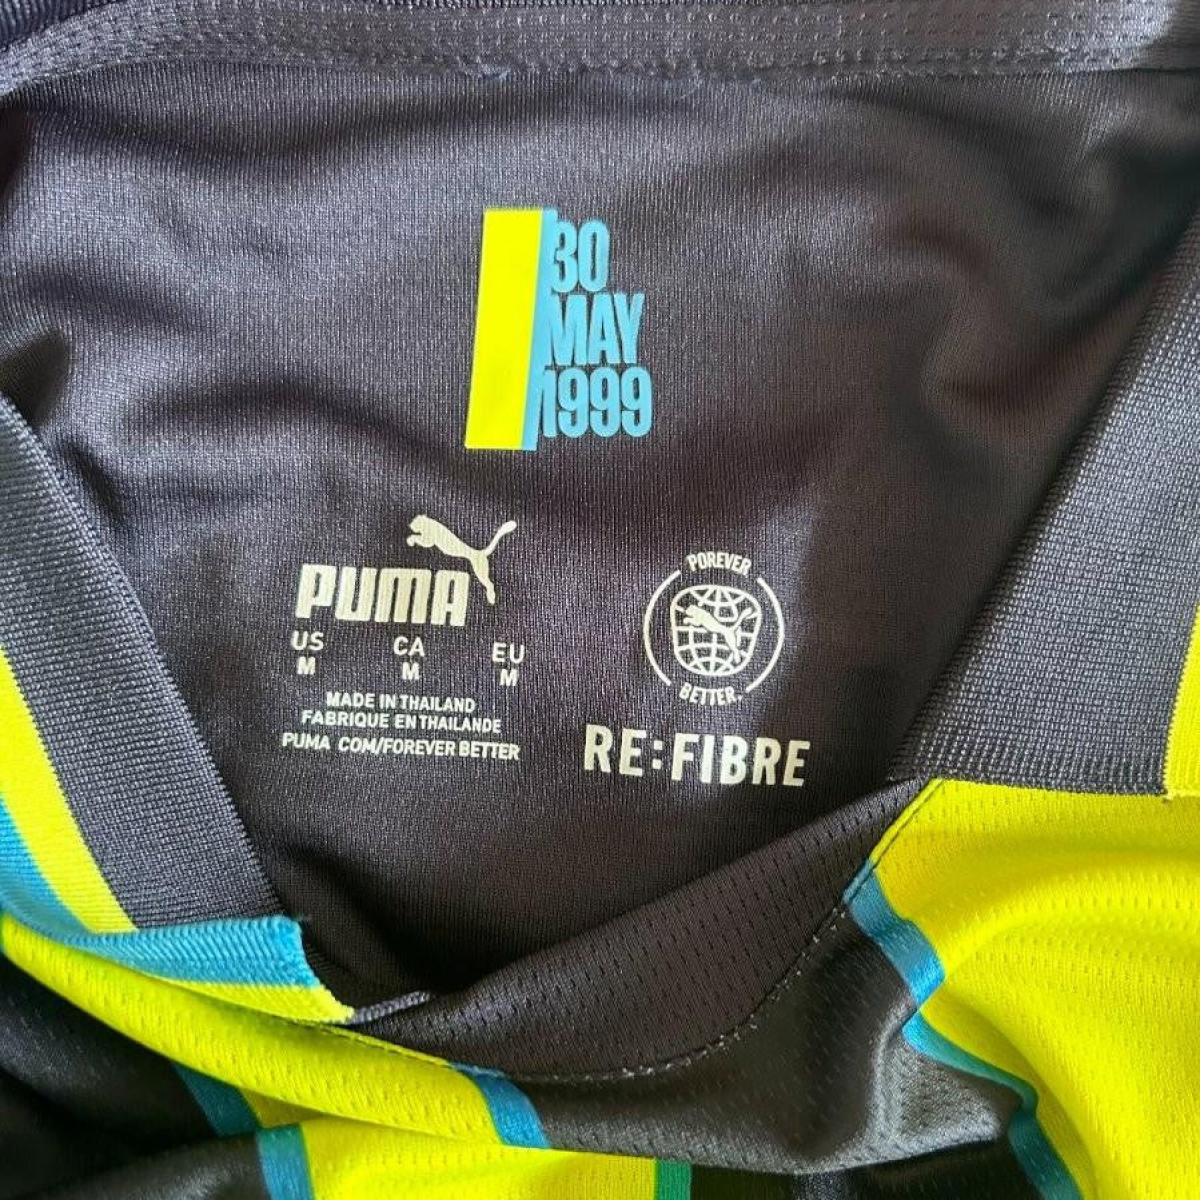 30
MAY
1999
PUMA
US CA EU
M M M
MADE IN THAILAND
FABRIQUE EN THAILANDE
PUMA COM/FOREVER BETTER
POREVER
BETTER
RE:FIBRE